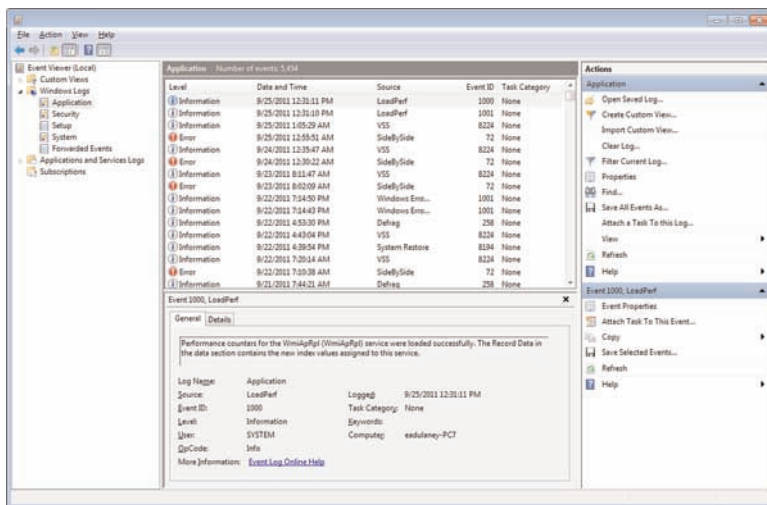 File Action View Help
Event Viewer (Local)
Custom Views
Windows Logs
Application
Security
Setup
System
Forwarded Events
Applications and Services Logs
Subscriptions
Application Number of events: 5,454
Level Date and Time Source Event ID Task Category
Information 9/25/2011 12:31:11 PM LoadPerf 1000 None
Information 9/25/2011 12:31:10 PM LoadPerf 1001 None
Information 9/25/2011 1:05:29 AM VSS 8224 None
Error 9/25/2011 12:55:51 AM SideBySide 72 None
Information 9/24/2011 12:35:47 AM VSS 8224 None
Error 9/24/2011 12:30:22 AM SideBySide 72 None
Information 9/23/2011 8:11:47 AM VSS 8224 None
Error 9/23/2011 8:02:09 AM SideBySide 72 None
Information 9/22/2011 7:14:50 PM Windows Erro... 1001 None
Information 9/22/2011 7:14:43 PM Windows Erro... 1001 None
Information 9/22/2011 4:53:30 PM Defrag 258 None
Information 9/22/2011 4:43:04 PM VSS 8224 None
Information 9/22/2011 4:39:54 PM System Restore 8194 None
Information 9/22/2011 7:20:14 AM VSS 8224 None
Error 9/22/2011 7:10:38 AM SideBySide 72 None
Information 9/21/2011 7:44:21 AM Defrag 258 None
Event 1000, LoadPerf
General Details
Performance counters for the WmiApRpl (WmiApRpl) service were loaded successfully. The Record Data in
the data section contains the new index values assigned to this service.
Log Name: Application
Source: LoadPerf Logged: 9/25/2011 12:31:11 PM
Event ID: 1000 Task Category: None
Level: Information Keywords:
User: SYSTEM Computer: eadulaney-PC7
OpCode: Info
More Information: Event Log Online Help
Actions
Application
Open Saved Log...
Create Custom View...
Import Custom View...
Clear Log...
Filter Current Log...
Properties
Find...
Save All Events As...
Attach a Task To this Log...
View
Refresh
Help
Event 1000, LoadPerf
Event Properties
Attach Task To This Event...
Copy
Save Selected Events...
Refresh
Help